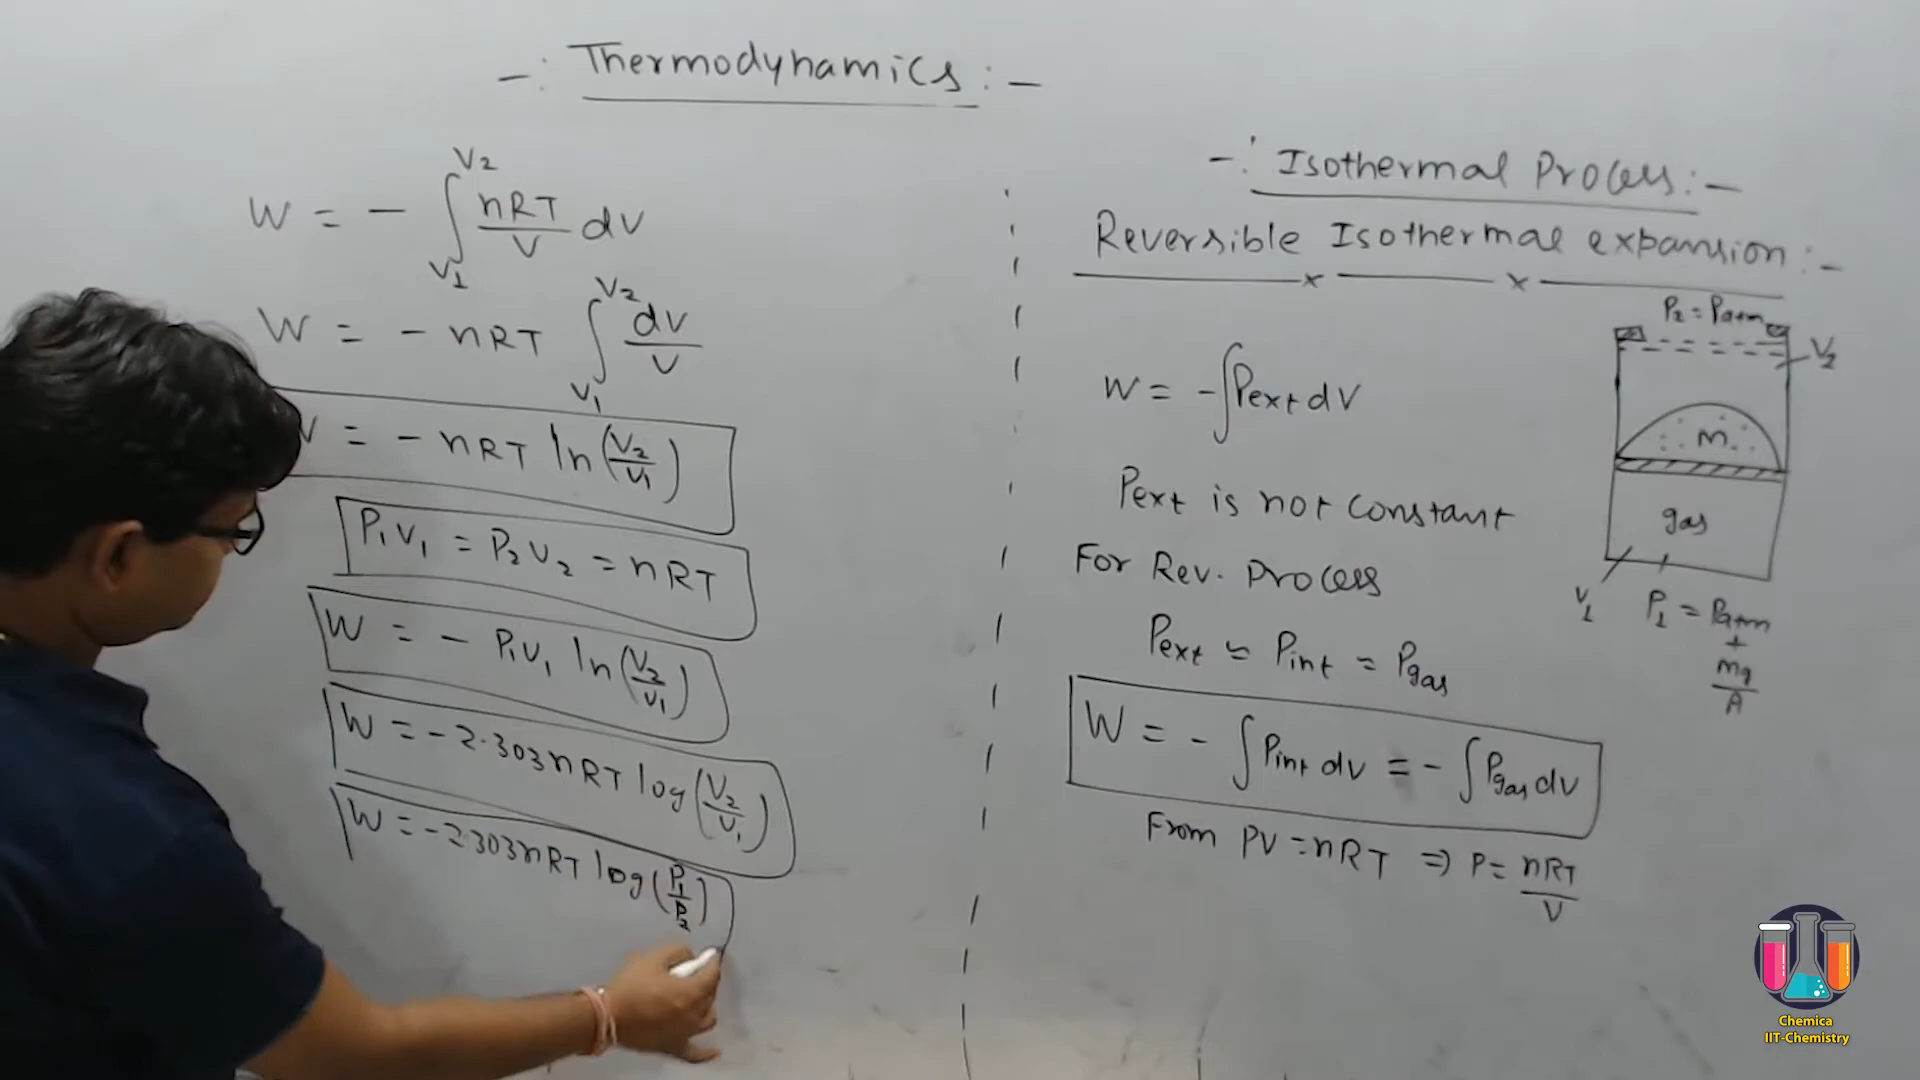 -: Thermodynamics :-
W = - ∫ V1 V2 nRT/V dV
W = - nRT ∫ V1 V2 dV/V
W = - nRT ln(V2/V1)
P1V1 = P2V2 = nRT
W = - P1V1 ln(V2/V1)
W = -2.303nRT log(V2/V1)
W = -2.303nRT log(P1/P2)
-: Isothermal Process :-
Reversible Isothermal expansion :-
P2 = Patm
V2
W = -∫Pext dV
m
Pext is not constant
gas
For Rev. Process
V1
P1 = Patm + mg/A
Pext ≃ Pint ≈ Pgas
W = - ∫Pint dV = - ∫Pgas dV
From PV = nRT ⇒ P = nRT/V
Chemica
IIT-Chemistry